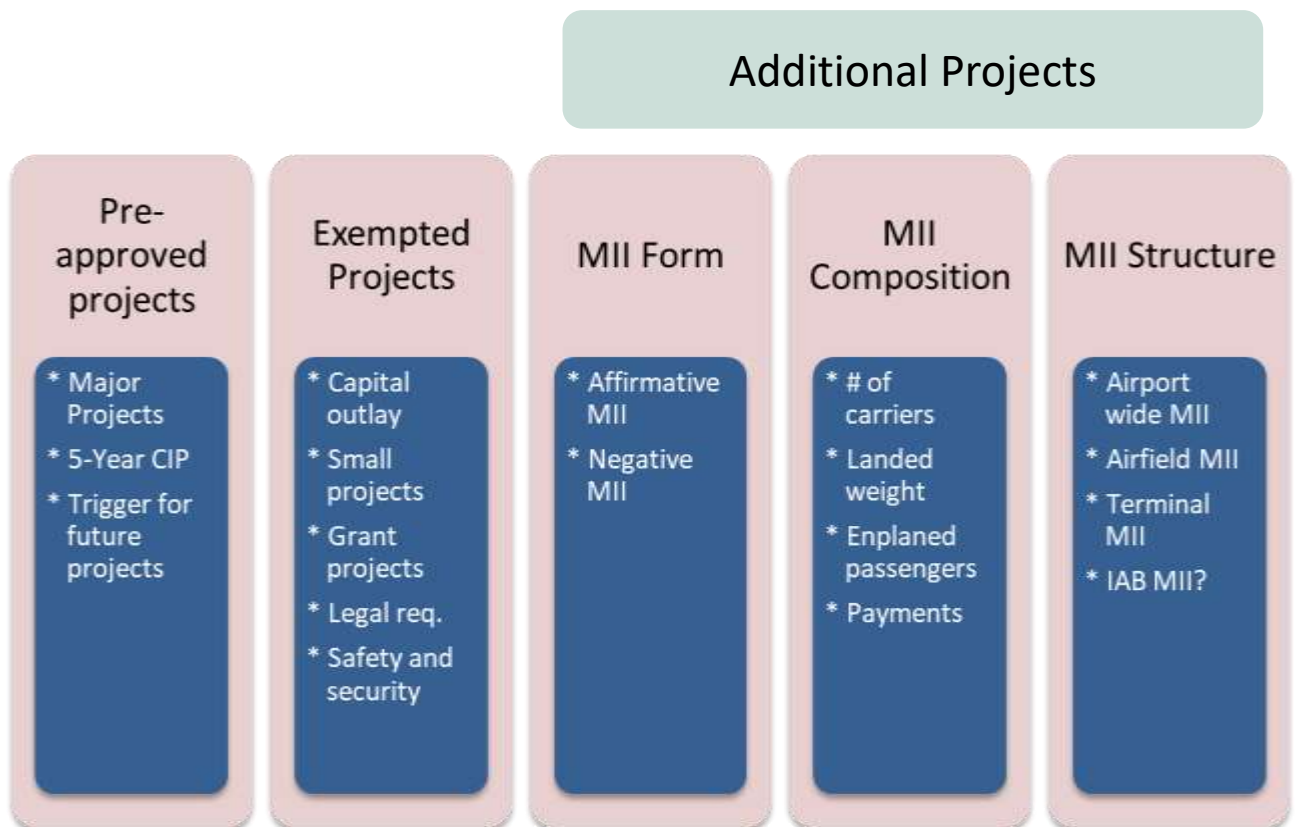 Additional Projects
Pre-
approved
projects
* Major
Projects
* 5-Year CIP
* Trigger for
future
projects
Exempted
Projects
* Capital
outlay
* Small
projects
* Grant
projects
* Legal req.
* Safety and
security
MII Form
* Affirmative
MII
* Negative
MII
MII
Composition
* # of
carriers
* Landed
weight
* Enplaned
passengers
* Payments
MII Structure
* Airport
wide MII
* Airfield MII
* Terminal
MII
* IAB MII?